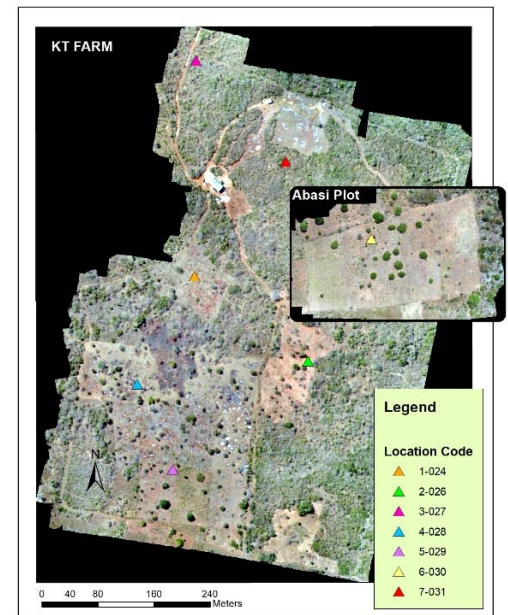 KT FARM
Abasi Plot
N
Legend
Location Code
1-024
2-026
3-027
4-028
5-029
6-030
7-031
0 40 80 160 240
Meters